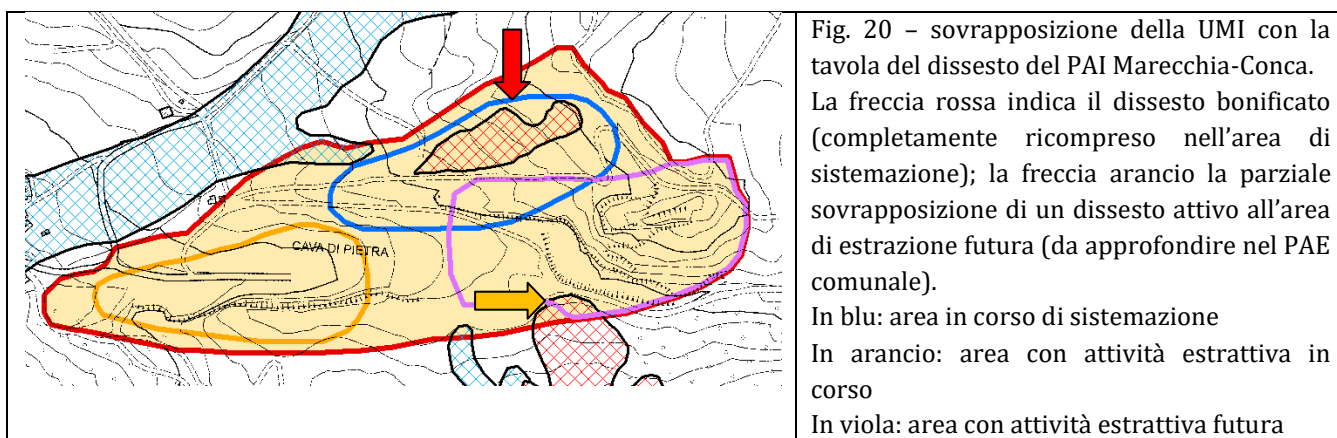 CAVA DI PIETRA
Fig. 20 – sovrapposizione della UMI con la
tavola del dissesto del PAI Marecchia-Conca.
La freccia rossa indica il dissesto bonificato
(completamente ricompreso nell’area di
sistemazione); la freccia arancio la parziale
sovrapposizione di un dissesto attivo all’area
di estrazione futura (da approfondire nel PAE
comunale).
In blu: area in corso di sistemazione
In arancio: area con attività estrattiva in
corso
In viola: area con attività estrattiva futura